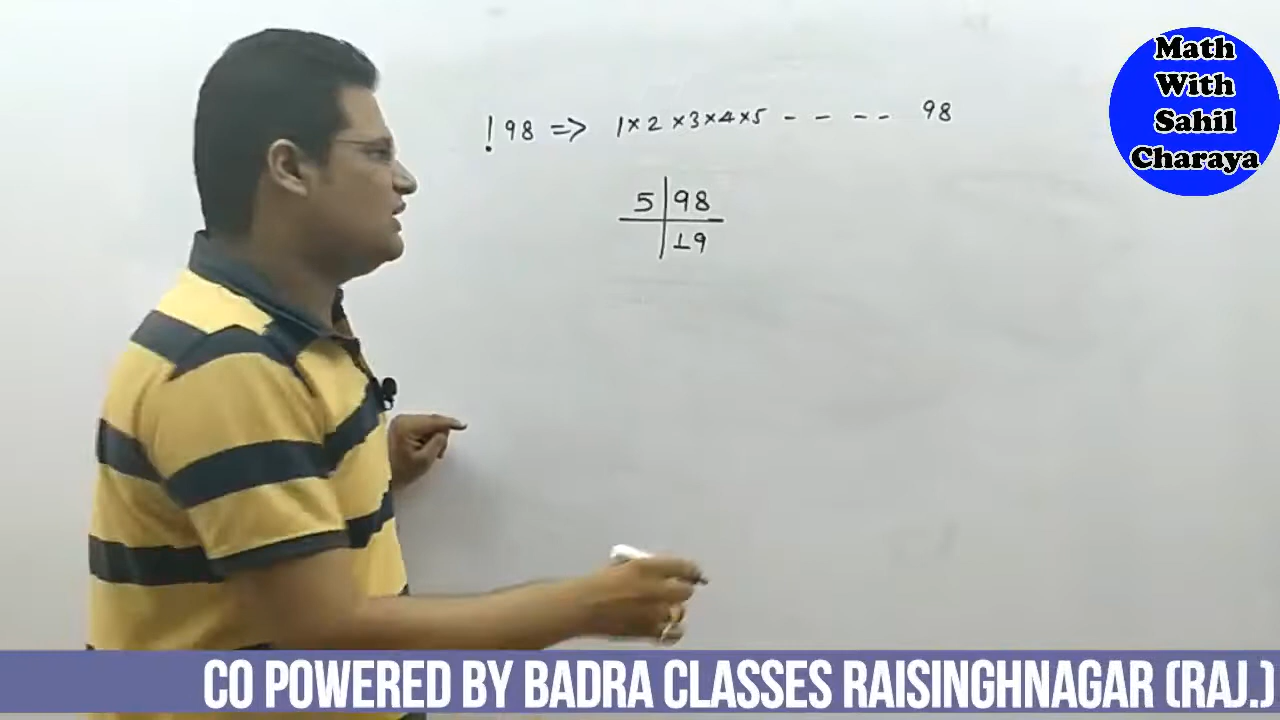 ! 98 => 1×2×3×4×5 - - - - 98
5 98
19
Math
With
Sahil
Charaya
CO POWERED BY BADRA CLASSES RAISINGHNAGAR (RAJ.)